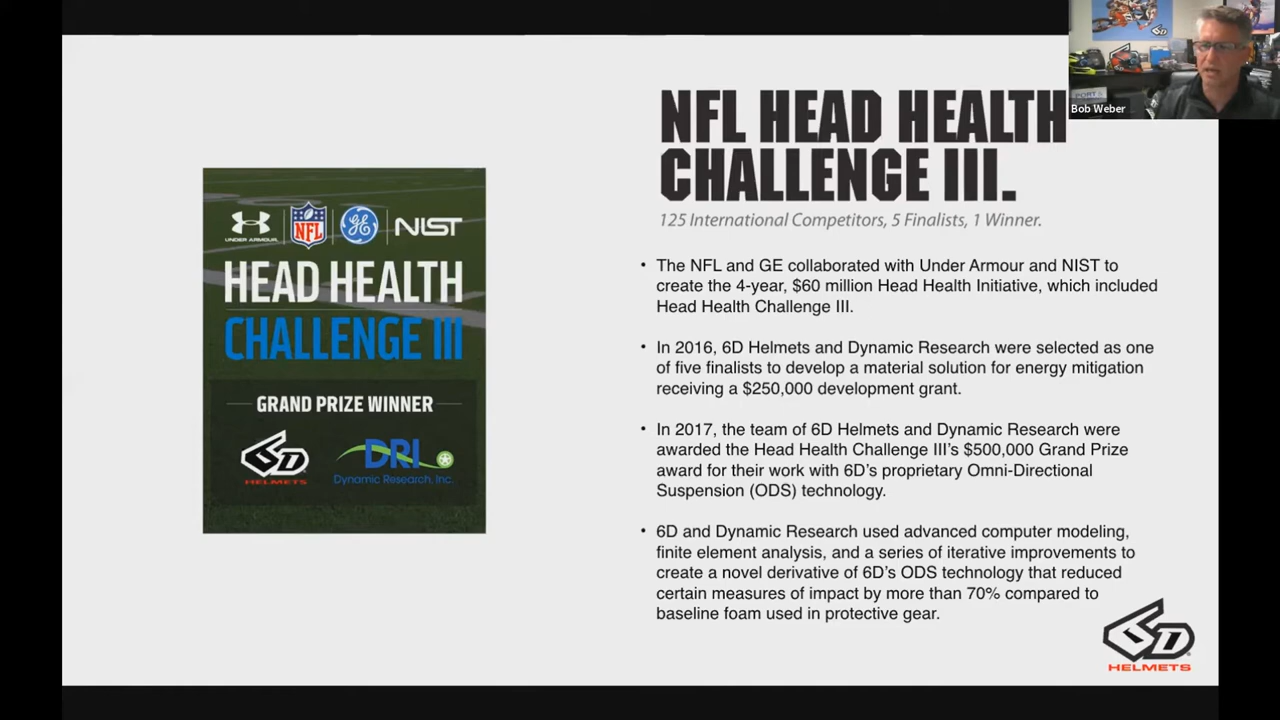 6D
PORT
Bob Weber
NFL HEAD HEALTH
CHALLENGE III.
125 International Competitors, 5 Finalists, 1 Winner.
UNDER ARMOUR
NFL
GE
NIST
HEAD HEALTH
CHALLENGE III
GRAND PRIZE WINNER
6D
HELMETS
DRI
Dynamic Research, Inc.
• The NFL and GE collaborated with Under Armour and NIST to
create the 4-year, $60 million Head Health Initiative, which included
Head Health Challenge III.
• In 2016, 6D Helmets and Dynamic Research were selected as one
of five finalists to develop a material solution for energy mitigation
receiving a $250,000 development grant.
• In 2017, the team of 6D Helmets and Dynamic Research were
awarded the Head Health Challenge III’s $500,000 Grand Prize
award for their work with 6D’s proprietary Omni-Directional
Suspension (ODS) technology.
• 6D and Dynamic Research used advanced computer modeling,
finite element analysis, and a series of iterative improvements to
create a novel derivative of 6D’s ODS technology that reduced
certain measures of impact by more than 70% compared to
baseline foam used in protective gear.
6D
HELMETS